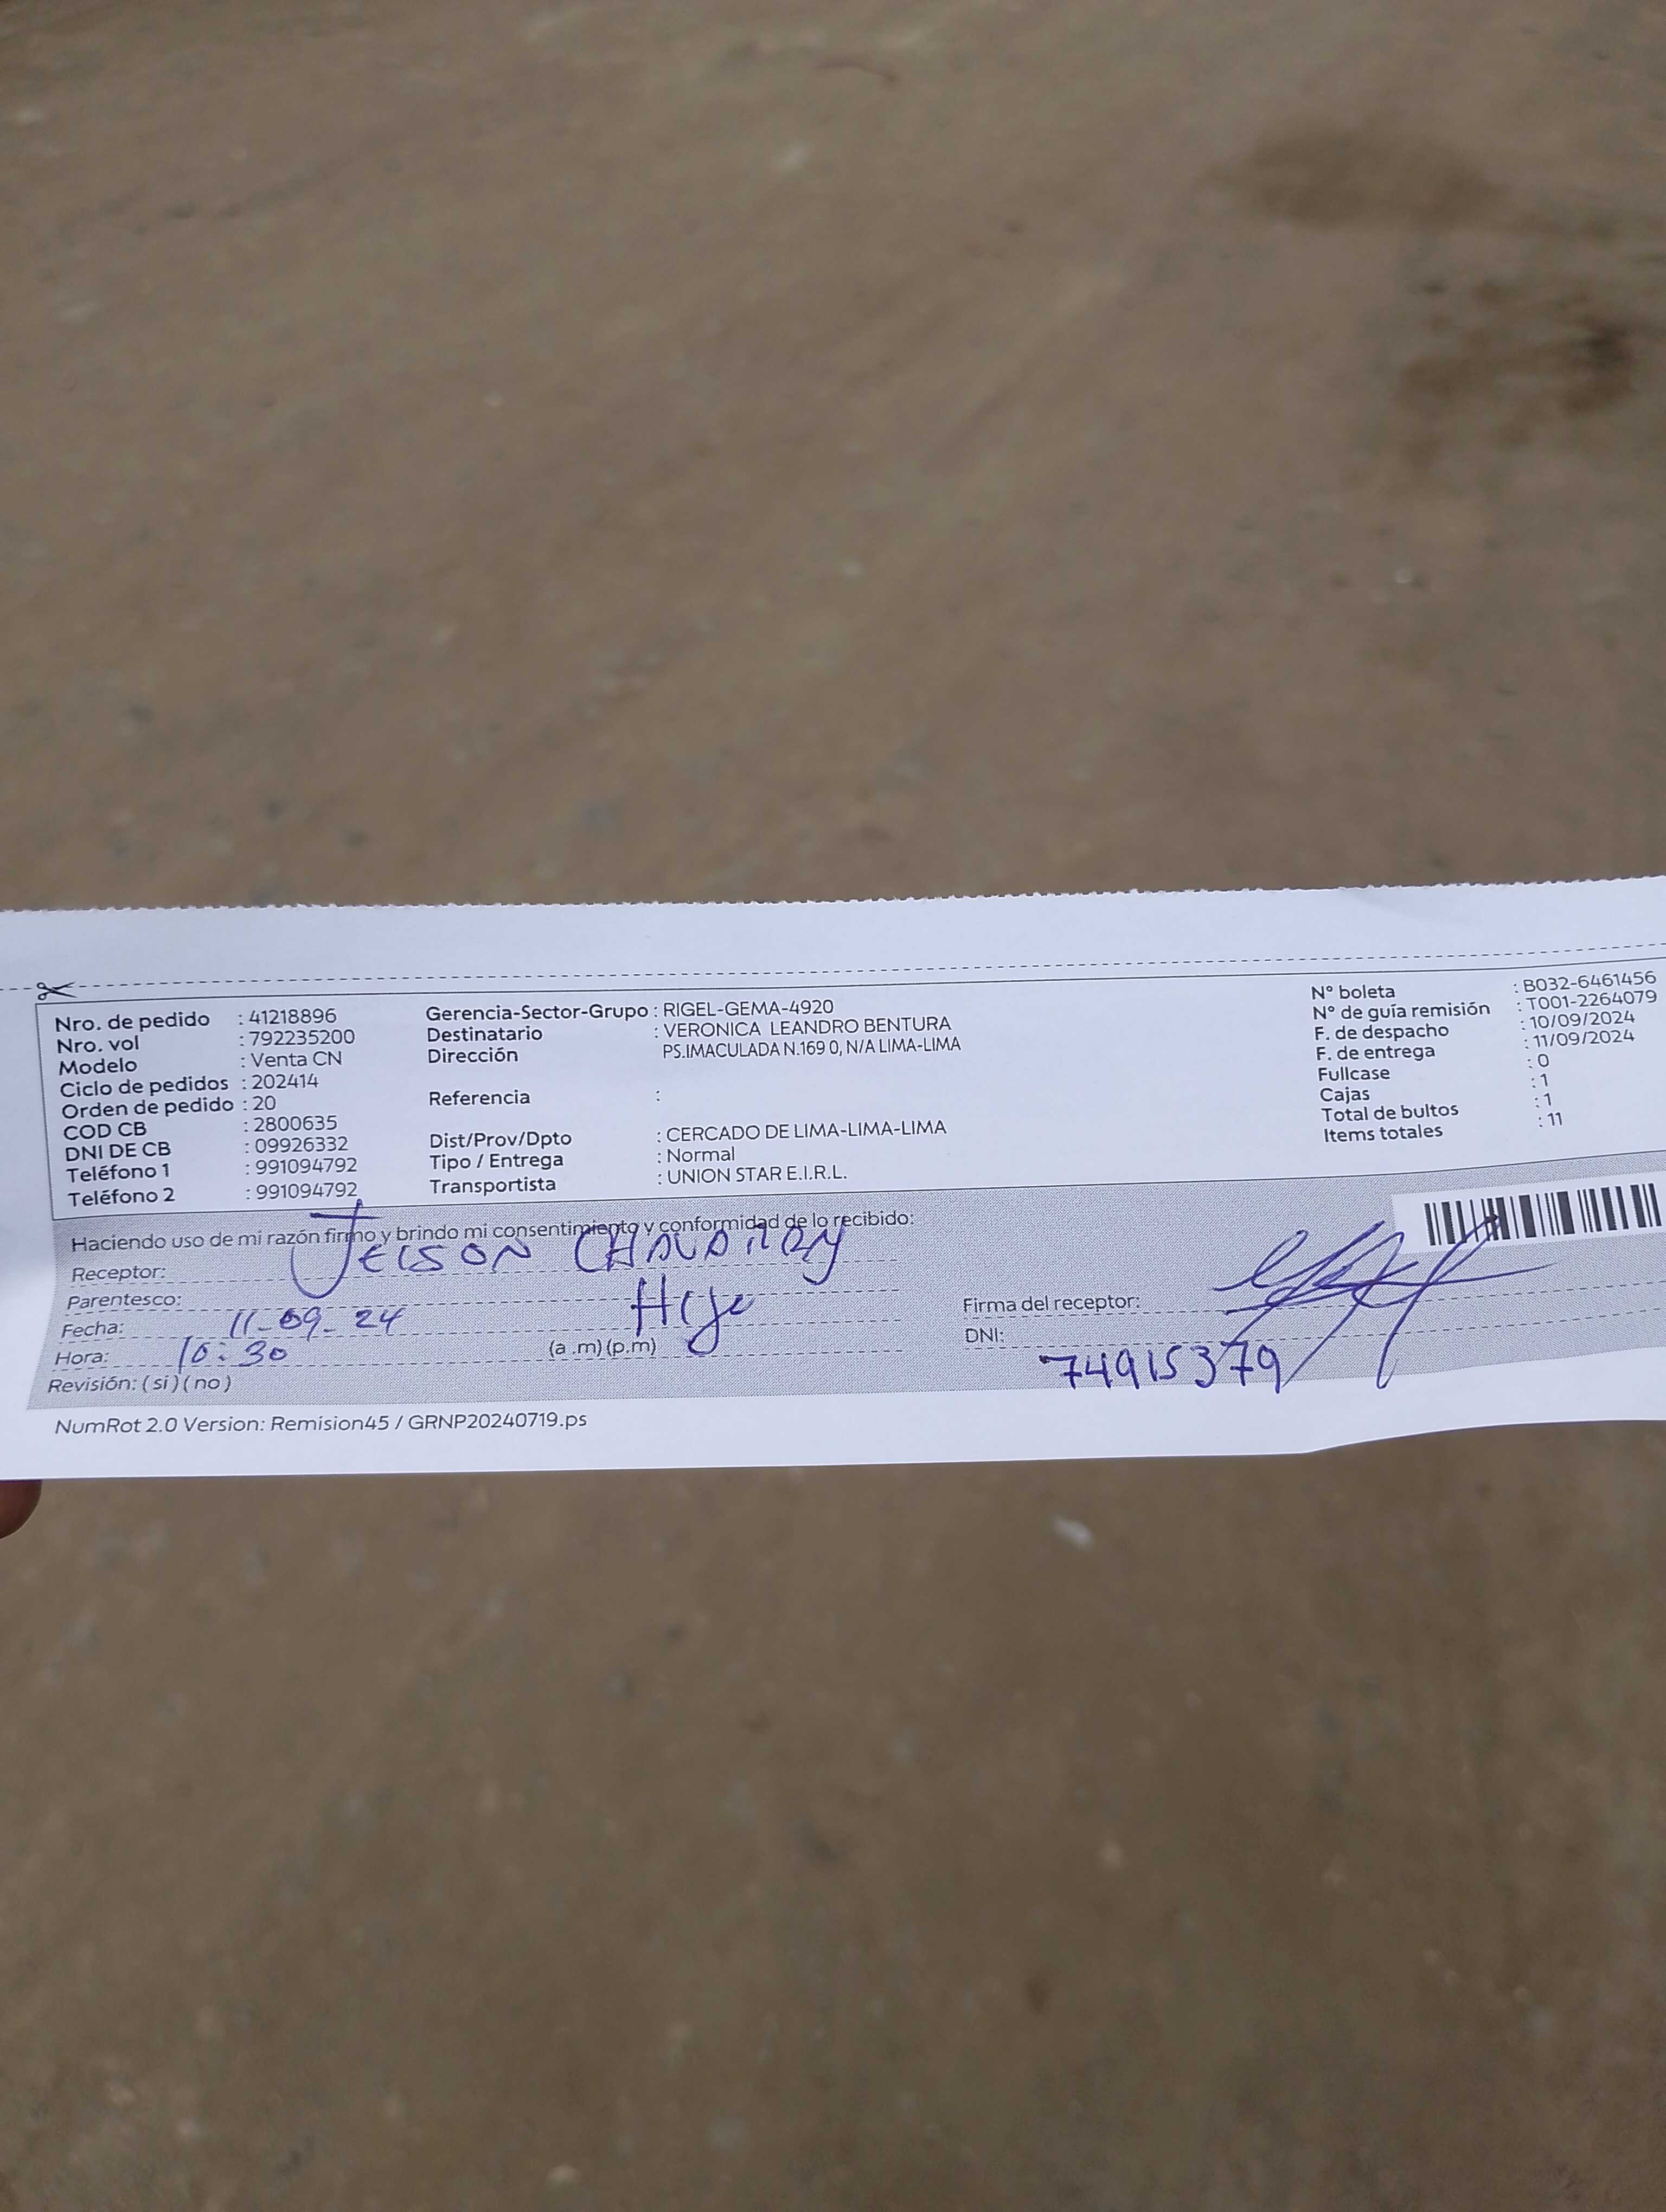 Nro. de pedido : 41218896
Nro. vol : 792235200
Modelo : Venta CN
Ciclo de pedidos : 202414
Orden de pedido : 20
COD CB : 2800635
DNI DE CB : 09926332
Teléfono 1 : 991094792
Teléfono 2 : 991094792
Gerencia-Sector-Grupo : RIGEL-GEMA-4920
Destinatario : VERONICA LEANDRO BENTURA
Dirección PS.IMACULADA N.169 0, N/A LIMA-LIMA
Referencia :
Dist/Prov/Dpto : CERCADO DE LIMA-LIMA-LIMA
Tipo / Entrega : Normal
Transportista : UNION STAR E.I.R.L.
N° boleta : B032-6461456
N° de guía remisión : T001-2264079
F. de despacho : 10/09/2024
F. de entrega : 11/09/2024
Fullcase : 0
Cajas : 1
Total de bultos : 1
Items totales : 11
Haciendo uso de mi razón firmo y brindo mi consentimiento y conformidad de lo recibido:
Receptor: JEISON
Parentesco: Hijo
Fecha: 11-09-24
Hora: 10:30 (a .m) (p.m)
Revisión: ( si ) ( no )
Firma del receptor:
DNI: 74915379
NumRot 2.0 Version: Remision45 / GRNP20240719.ps